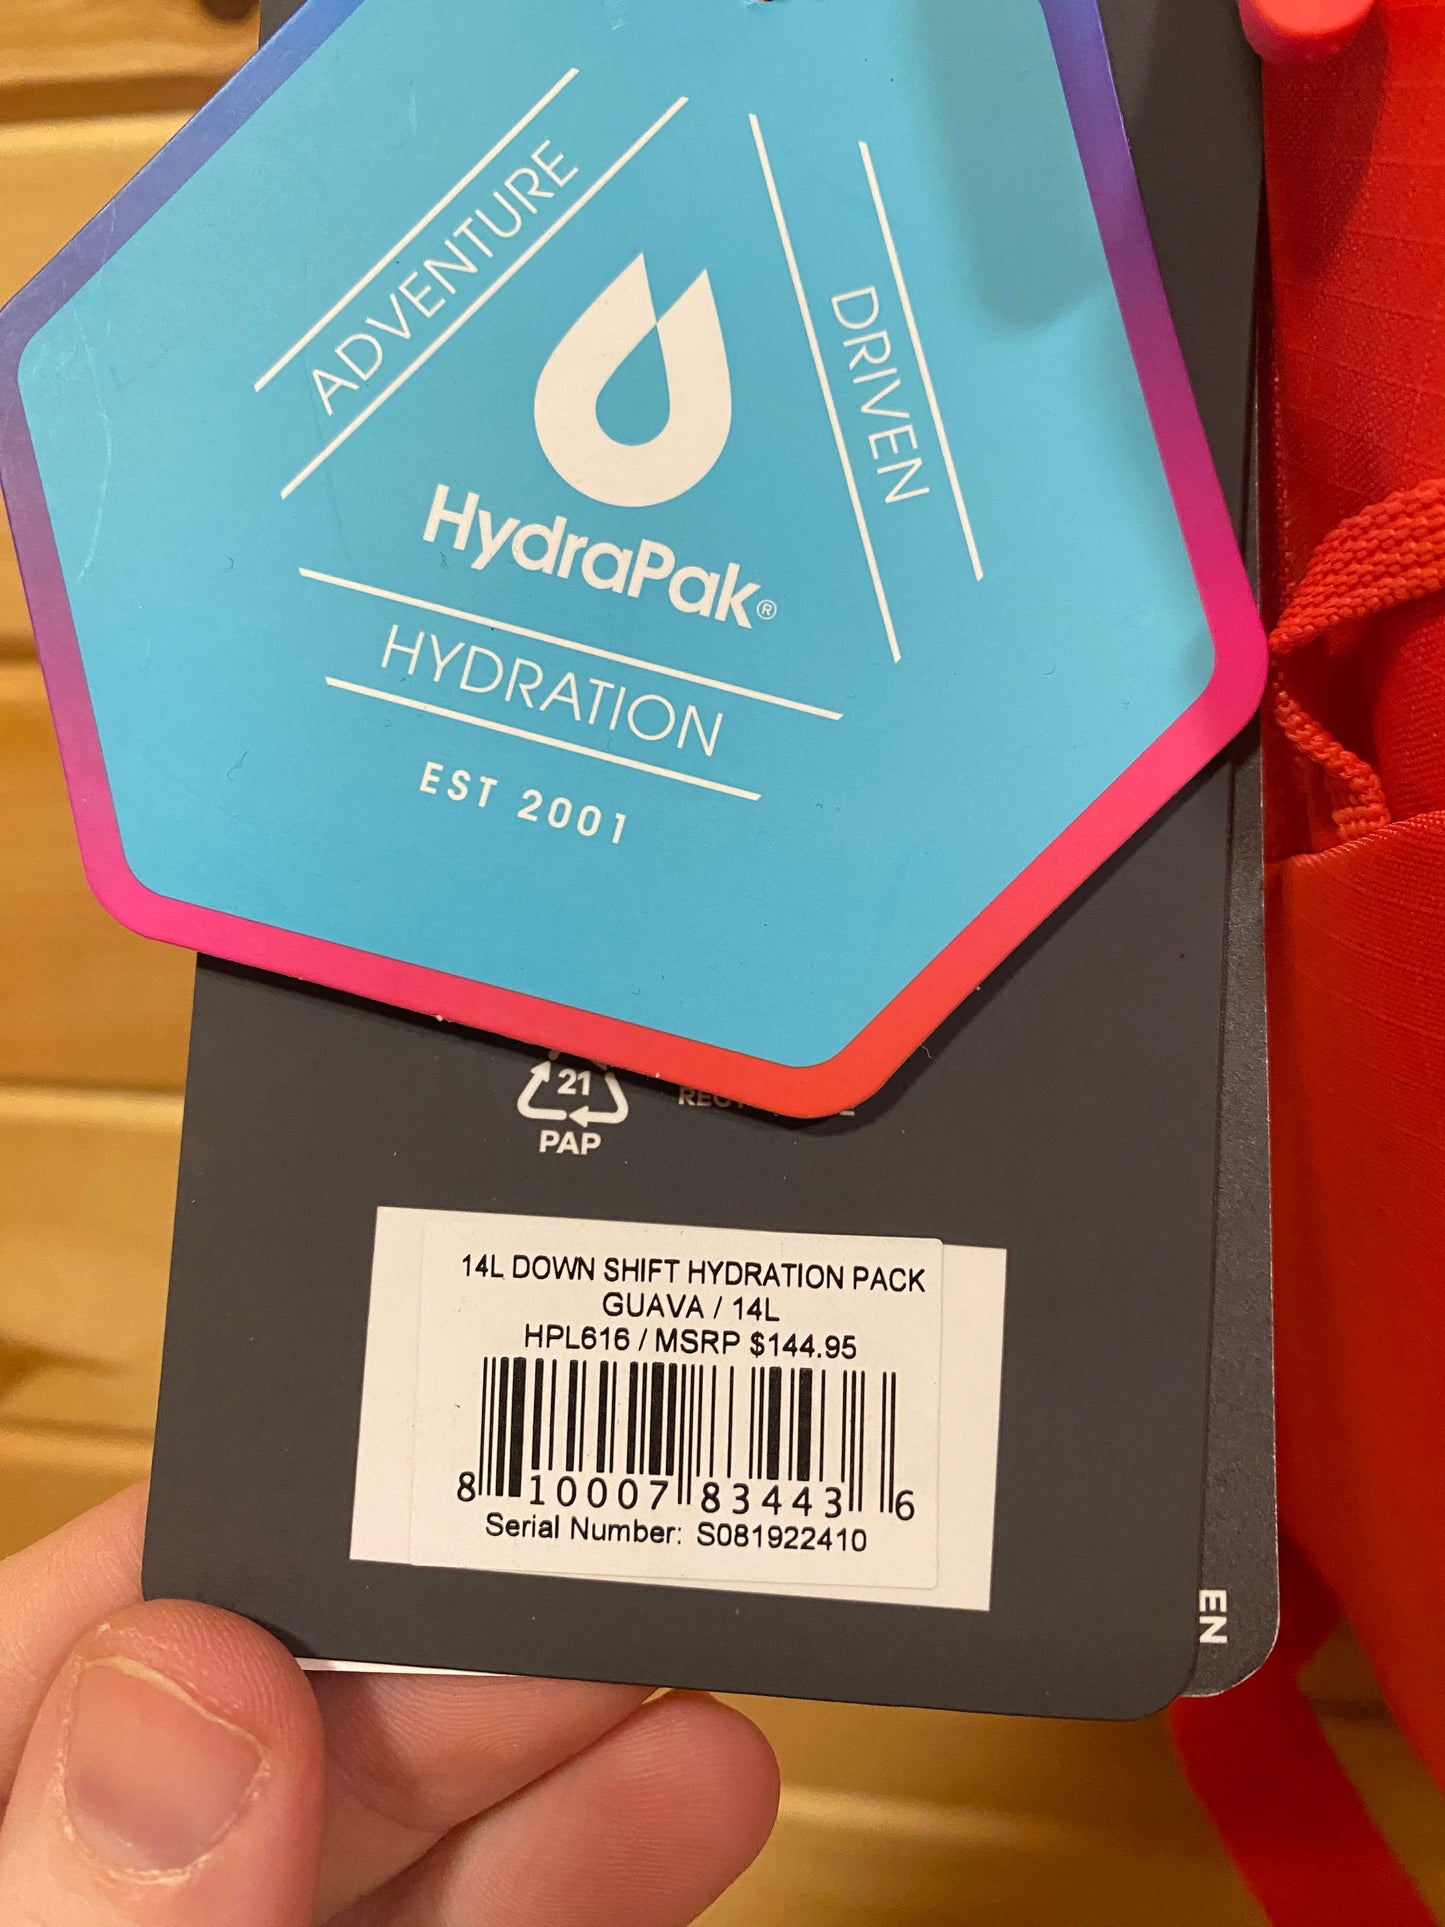 ADVENTURE
DRIVEN
HydraPak®
HYDRATION
EST 2001
21
PAP
14L DOWN SHIFT HYDRATION PACK
GUAVA / 14L
HPL616 / MSRP $144.95
8 10007 83443 6
Serial Number: S081922410
EN